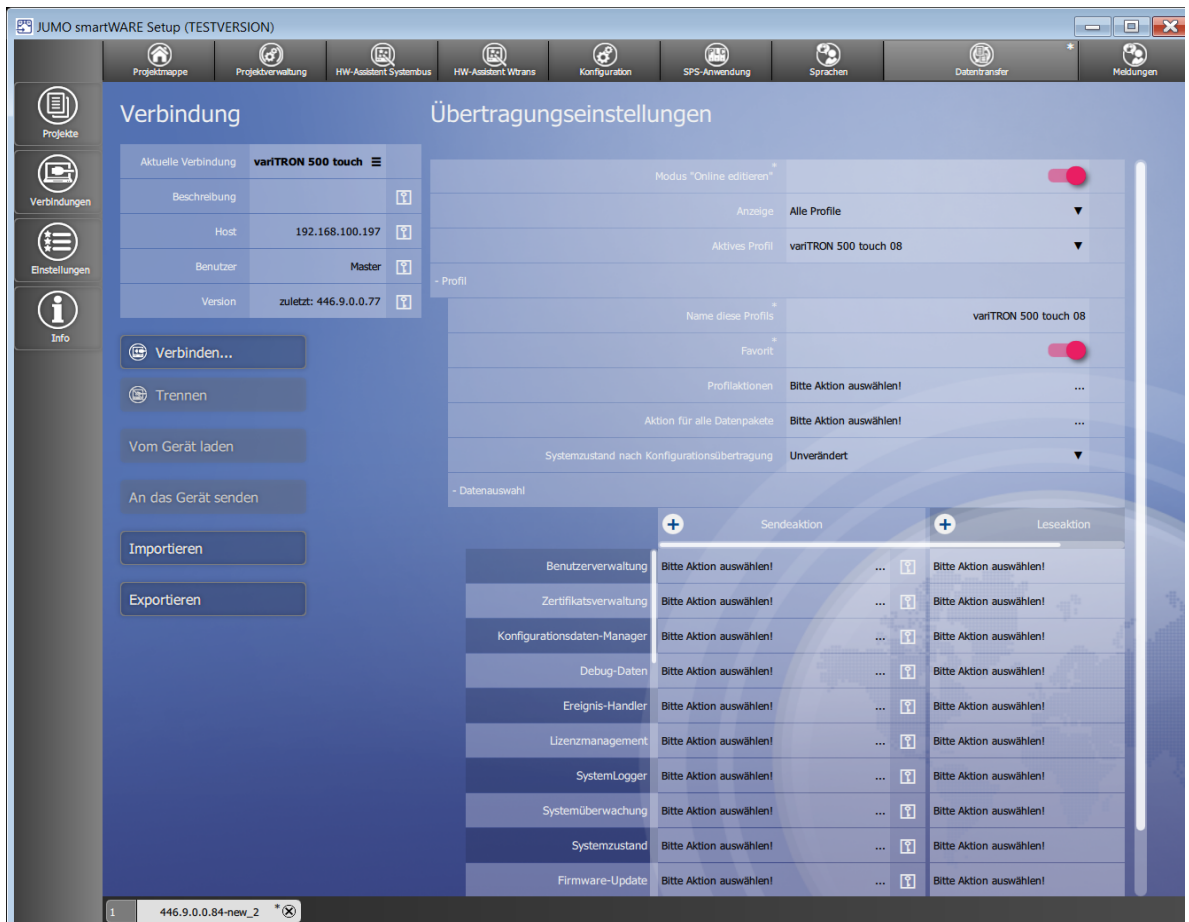 JUMO smartWARE Setup (TESTVERSION)
Projektmappe Projektverwaltung HW-Assistent Systembus HW-Assistent Wtrans Konfiguration SPS-Anwendung Sprachen Datentransfer * Meldungen
Projekte
Verbindungen
Einstellungen
Info
Verbindung
Aktuelle Verbindung variTRON 500 touch
Beschreibung
Host 192.168.100.197
Benutzer Master
Version zuletzt: 446.9.0.0.77
Verbinden...
Trennen
Vom Gerät laden
An das Gerät senden
Importieren
Exportieren
Übertragungseinstellungen
Modus "Online editieren" *
Anzeige Alle Profile
Aktives Profil variTRON 500 touch 08
- Profil
Name diese Profils * variTRON 500 touch 08
Favorit *
Profilaktionen Bitte Aktion auswählen! ...
Aktion für alle Datenpakete Bitte Aktion auswählen! ...
Systemzustand nach Konfigurationsübertragung Unverändert
- Datenauswahl
Sendeaktion Leseaktion
Benutzerverwaltung Bitte Aktion auswählen! ... Bitte Aktion auswählen!
Zertifikatsverwaltung Bitte Aktion auswählen! ... Bitte Aktion auswählen!
Konfigurationsdaten-Manager Bitte Aktion auswählen! ... Bitte Aktion auswählen!
Debug-Daten Bitte Aktion auswählen! ... Bitte Aktion auswählen!
Ereignis-Handler Bitte Aktion auswählen! ... Bitte Aktion auswählen!
Lizenzmanagement Bitte Aktion auswählen! ... Bitte Aktion auswählen!
SystemLogger Bitte Aktion auswählen! ... Bitte Aktion auswählen!
Systemüberwachung Bitte Aktion auswählen! ... Bitte Aktion auswählen!
Systemzustand Bitte Aktion auswählen! ... Bitte Aktion auswählen!
Firmware-Update Bitte Aktion auswählen! ... Bitte Aktion auswählen!
1 446.9.0.0.84-new_2 *